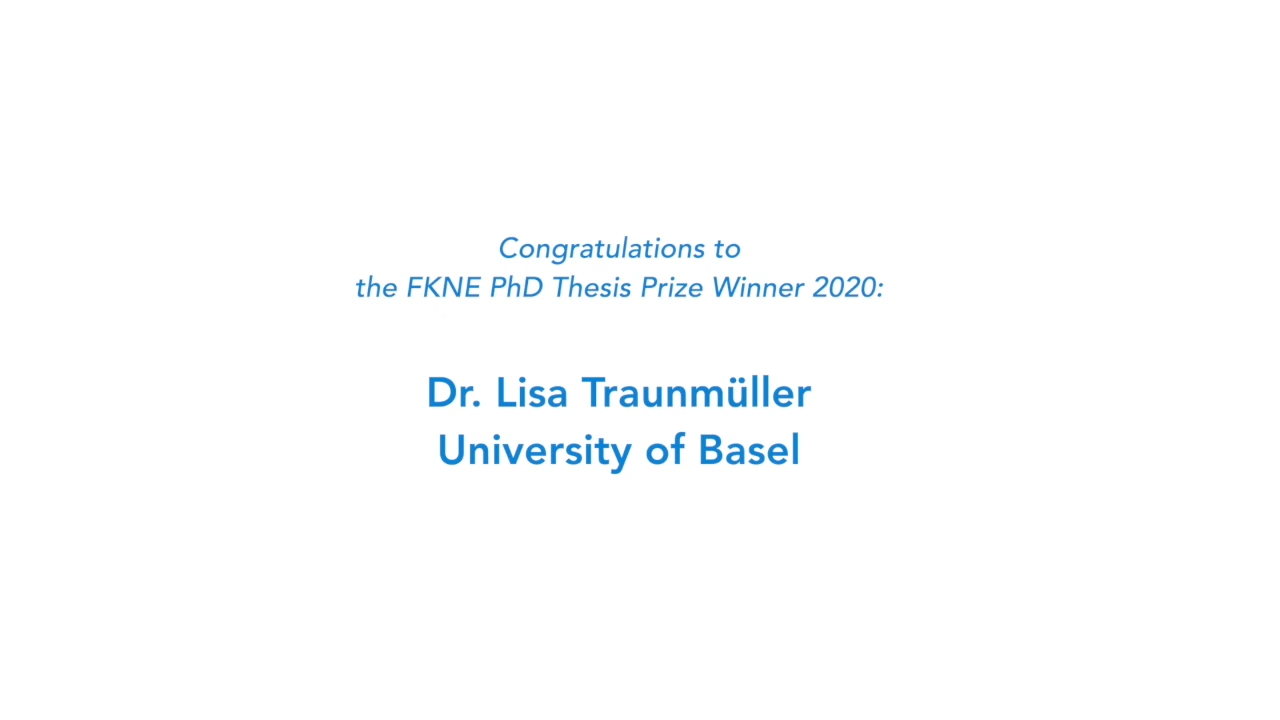 Congratulations to
the FKNE PhD Thesis Prize Winner 2020:
Dr. Lisa Traunmüller
University of Basel